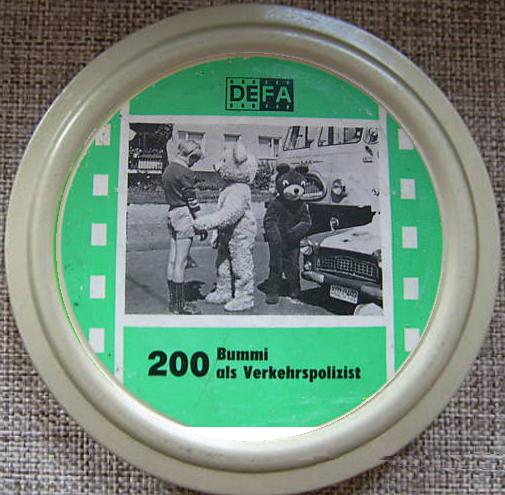 DEFA
200 Bummi
als Verkehrspolizist